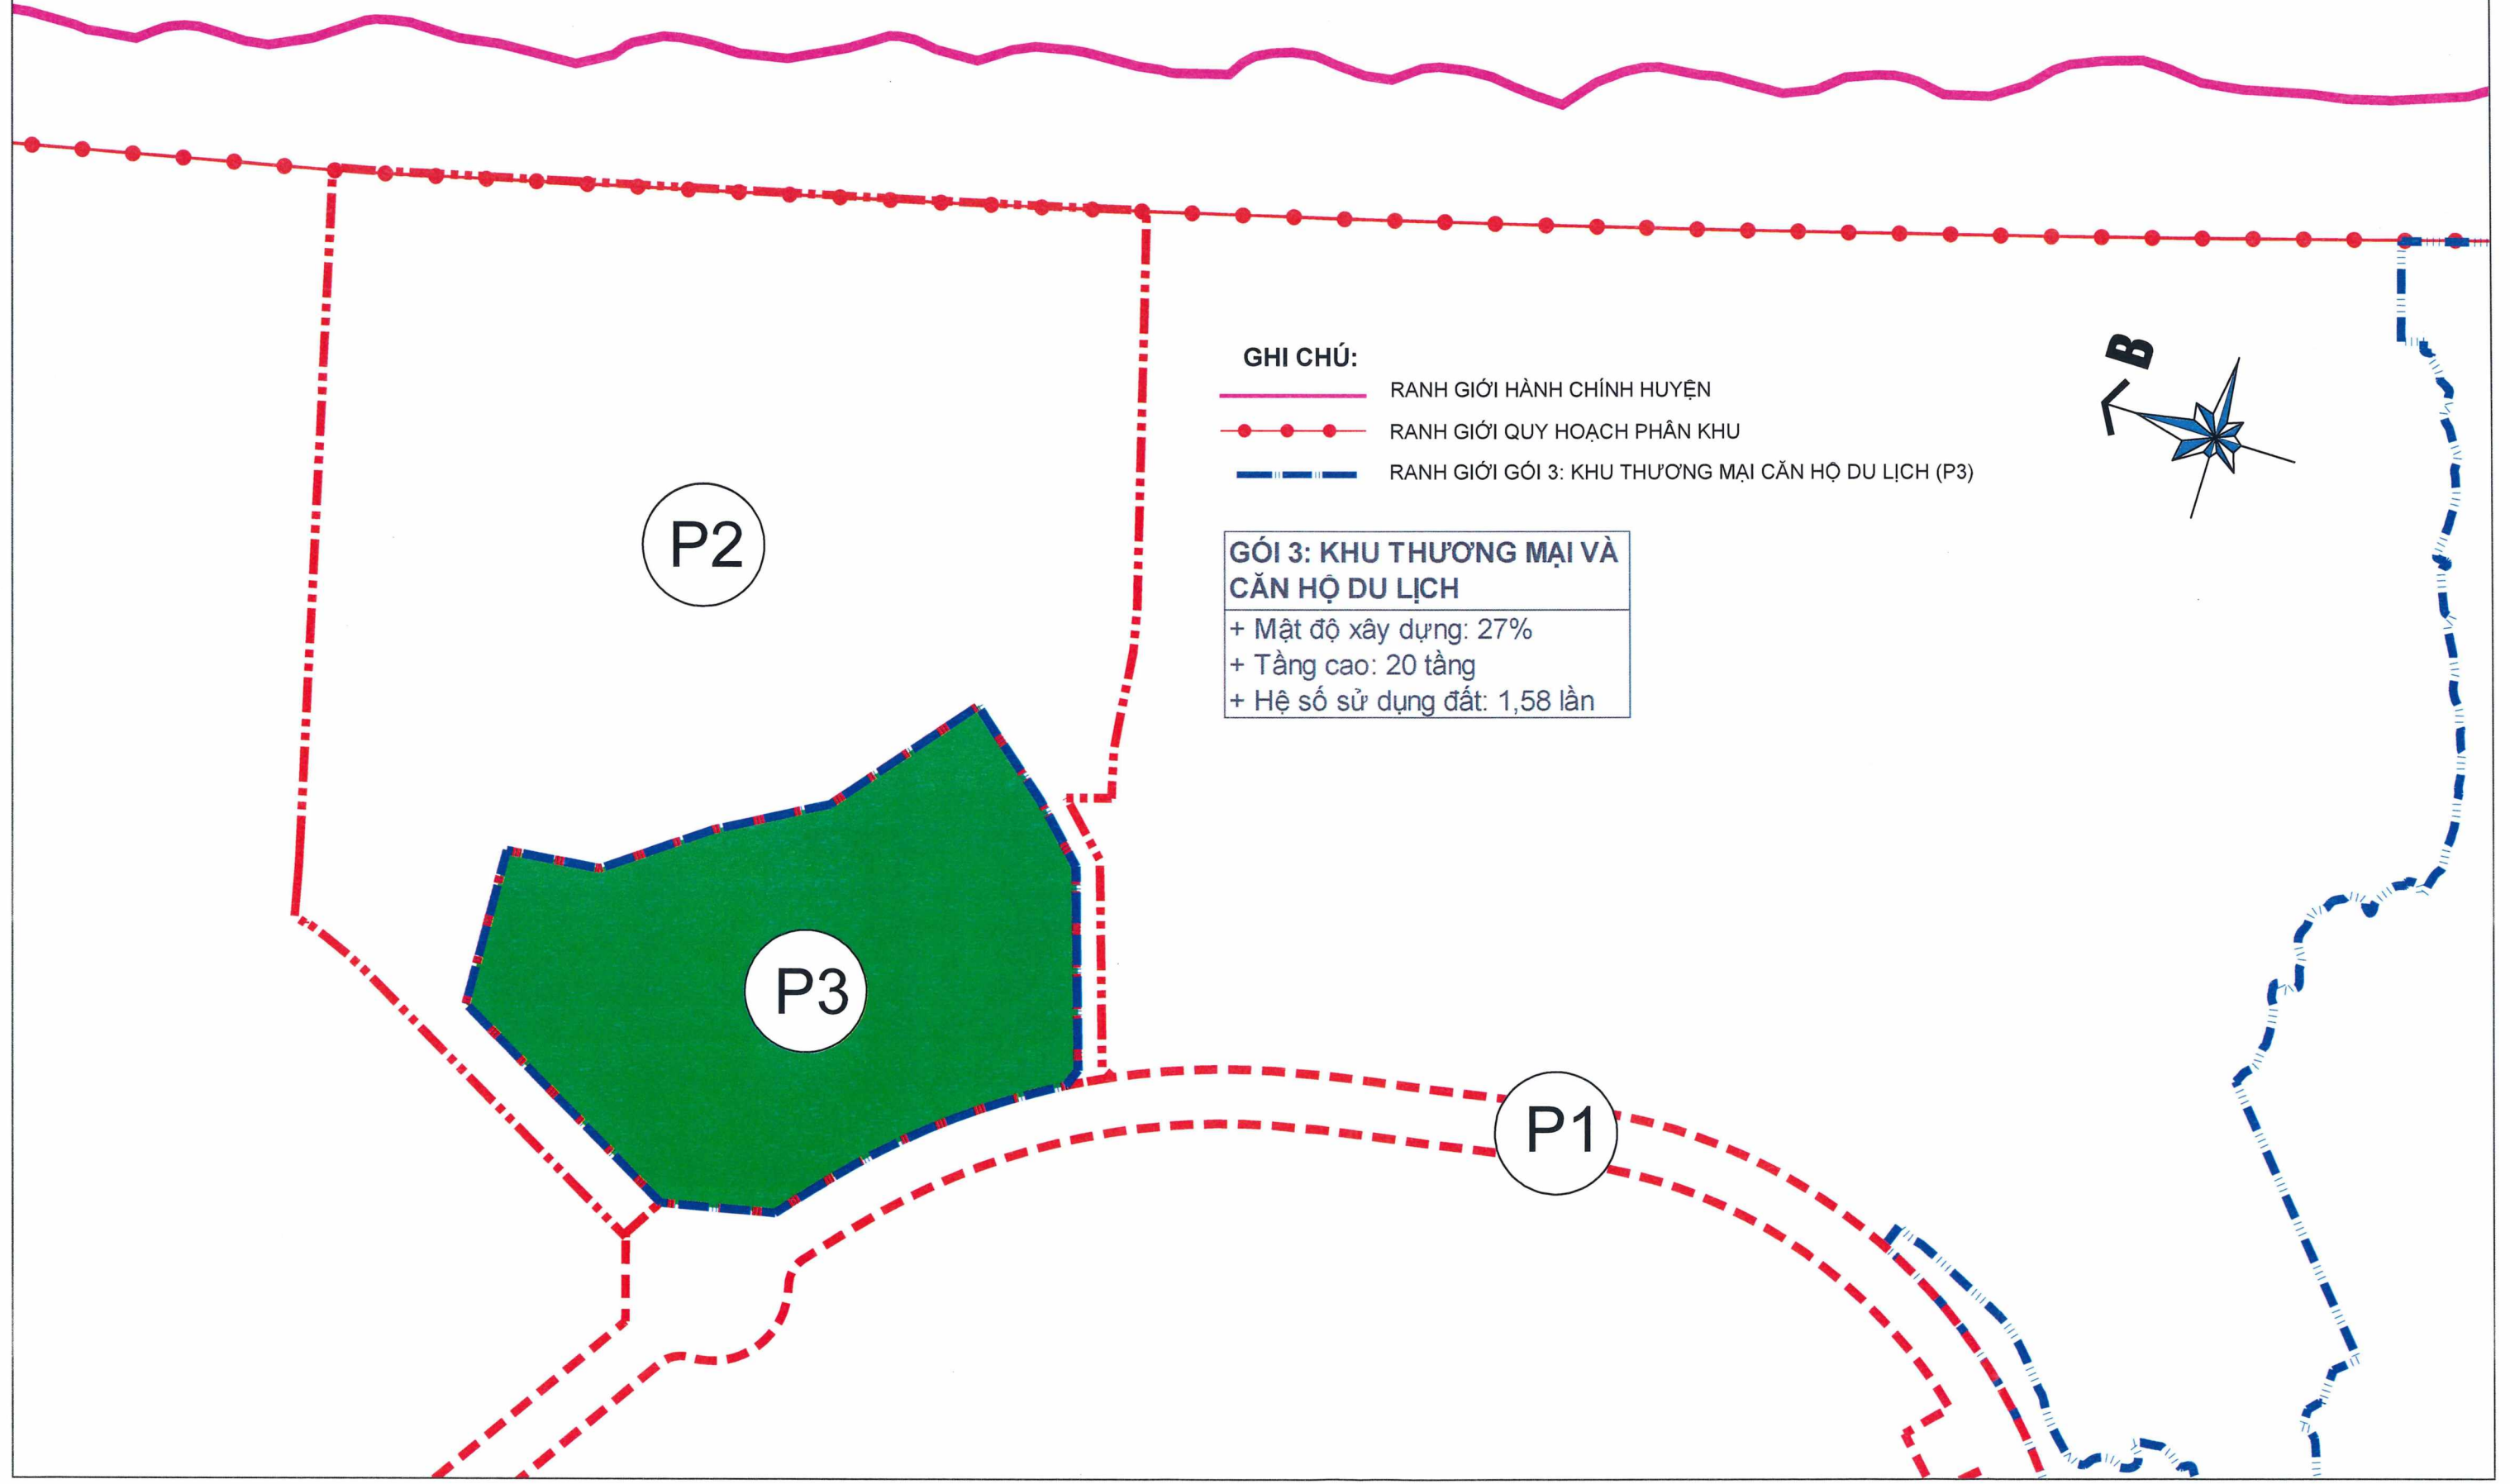 GHI CHÚ:
RANH GIỚI HÀNH CHÍNH HUYỆN
RANH GIỚI QUY HOẠCH PHÂN KHU
RANH GIỚI GÓI 3: KHU THƯƠNG MẠI CĂN HỘ DU LỊCH (P3)
B
P2
GÓI 3: KHU THƯƠNG MẠI VÀ
CĂN HỘ DU LỊCH
+ Mật độ xây dựng: 27%
+ Tầng cao: 20 tầng
+ Hệ số sử dụng đất: 1,58 lần
P3
P1